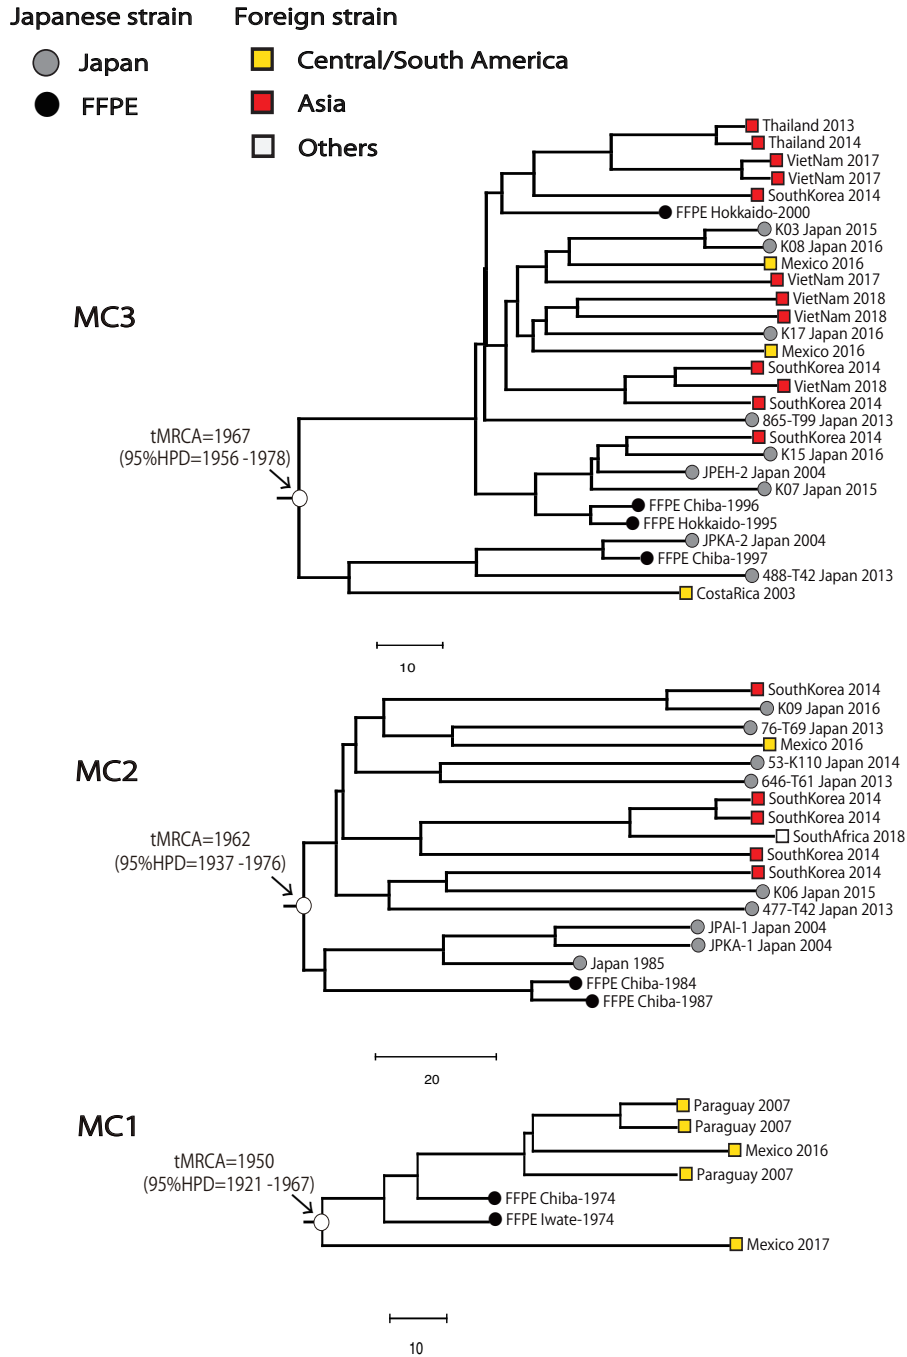 Japanese strain
Foreign strain
Japan
Central/South America
FFPE
Asia
Others
Thailand 2013
Thailand 2014
VietNam 2017
VietNam 2017
SouthKorea 2014
FFPE Hokkaido-2000
K03 Japan 2015
K08 Japan 2016
Mexico 2016
VietNam 2017
VietNam 2018
MC3
VietNam 2018
K17 Japan 2016
Mexico 2016
SouthKorea 2014
VietNam 2018
SouthKorea 2014
865-T99 Japan 2013
tMRCA=1967
SouthKorea 2014
(95%HPD=1956 -1978)
K15 Japan 2016
JPEH-2 Japan 2004
K07 Japan 2015
FFPE Chiba-1996
FFPE Hokkaido-1995
JPKA-2 Japan 2004
FFPE Chiba-1997
488-T42 Japan 2013
CostaRica 2003
10
SouthKorea 2014
K09 Japan 2016
76-T69 Japan 2013
Mexico 2016
53-K110 Japan 2014
MC2
646-T61 Japan 2013
SouthKorea 2014
SouthKorea 2014
SouthAfrica 2018
tMRCA=1962
SouthKorea 2014
(95%HPD=1937 -1976)
SouthKorea 2014
K06 Japan 2015
477-T42 Japan 2013
JPAI-1 Japan 2004
JPKA-1 Japan 2004
Japan 1985
FFPE Chiba-1984
FFPE Chiba-1987
20
Paraguay 2007
MC1
Paraguay 2007
Mexico 2016
tMRCA=1950
Paraguay 2007
(95%HPD=1921 -1967)
FFPE Chiba-1974
FFPE Iwate-1974
Mexico 2017
10